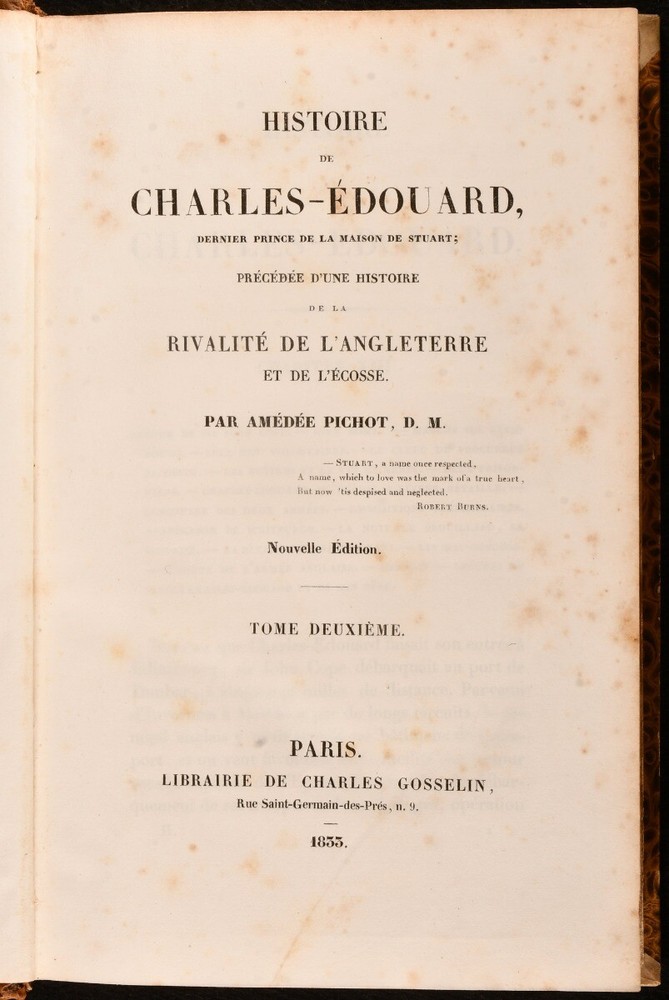 HISTOIRE
DE
CHARLES-ÉDOUARD,
DERNIER PRINCE DE LA MAISON DE STUART;
PRÉCÉDÉE D'UNE HISTOIRE
DE LA
RIVALITÉ DE L'ANGLETERRE
ET DE L'ÉCOSSE.
PAR AMÉDÉE PICHOT, D. M.
— STUART, a name once respected,
A name, which to love was the mark of a true heart,
But now 'tis despised and neglected.
ROBERT BURNS.
Nouvelle Édition.
TOME DEUXIÈME.
PARIS.
LIBRAIRIE DE CHARLES GOSSELIN,
Rue Saint-Germain-des-Prés, n. 9.
1833.